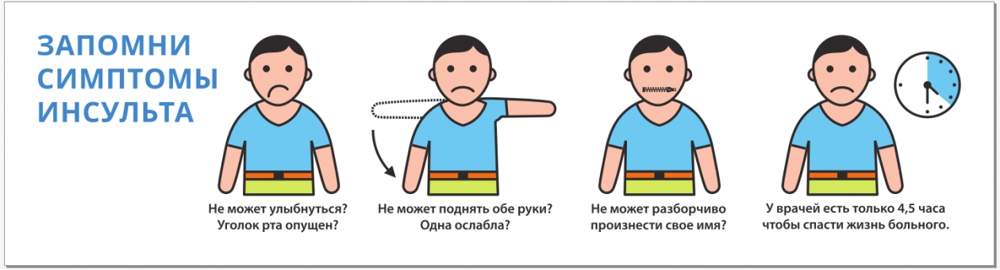 ЗАПОМНИ
СИМПТОМЫ
ИНСУЛЬТА
Не может улыбнуться?
Уголок рта опущен?
Не может поднять обе руки?
Одна ослабла?
Не может разборчиво
произнести свое имя?
У врачей есть только 4,5 часа
чтобы спасти жизнь больного.